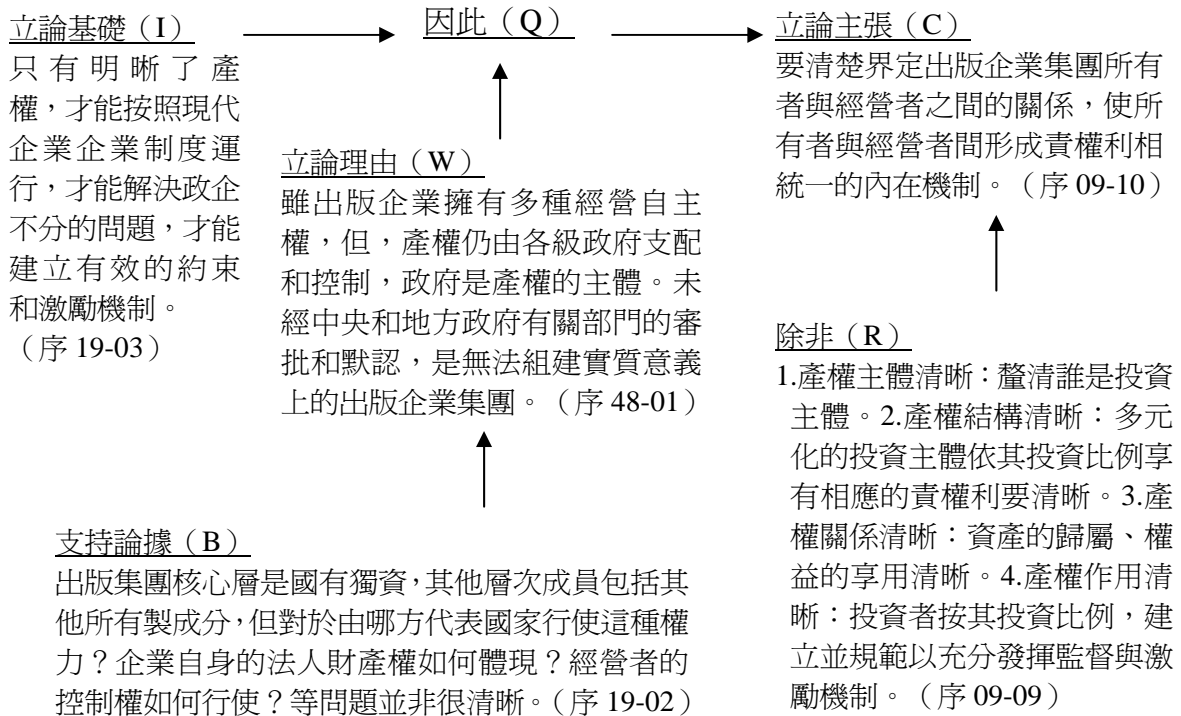 立論基礎（I）
只有明晰了產
權，才能按照現代
企業企業制度運
行，才能解決政企
不分的問題，才能
建立有效的約束
和激勵機制。
（序 19-03）
因此（Q）
立論理由（W）
雖出版企業擁有多種經營自主
權，但，產權仍由各級政府支配
和控制，政府是產權的主體。未
經中央和地方政府有關部門的審
批和默認，是無法組建實質意義
上的出版企業集團。（序 48-01）
支持論據（B）
出版集團核心層是國有獨資，其他層次成員包括其
他所有製成分，但對於由哪方代表國家行使這種權
力？企業自身的法人財產權如何體現？經營者的
控制權如何行使？等問題並非很清晰。（序 19-02）
立論主張（C）
要清楚界定出版企業集團所有
者與經營者之間的關係，使所
有者與經營者間形成責權利相
統一的內在機制。（序 09-10）
除非（R）
1.產權主體清晰：釐清誰是投資
主體。2.產權結構清晰：多元
化的投資主體依其投資比例享
有相應的責權利要清晰。3.產
權關係清晰：資產的歸屬、權
益的享用清晰。4.產權作用清
晰：投資者按其投資比例，建
立並規範以充分發揮監督與激
勵機制。（序 09-09）